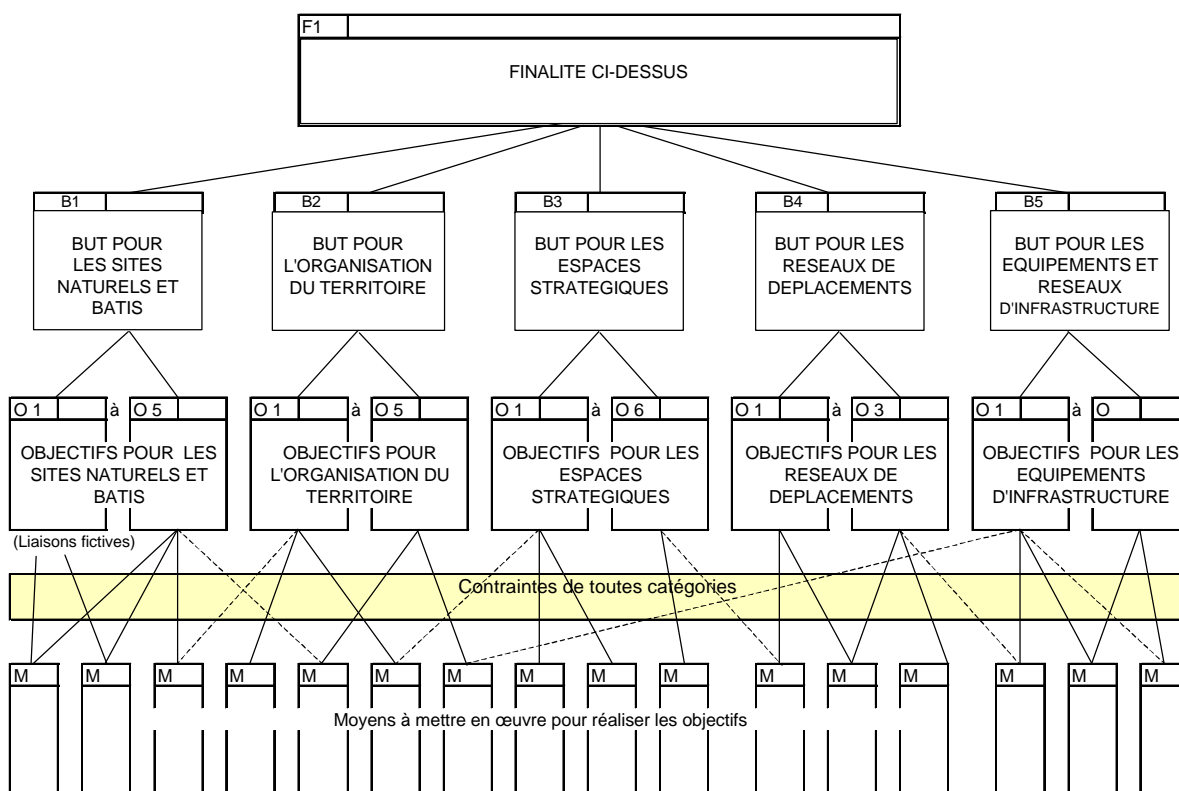 F1
FINALITE CI-DESSUS
B1
BUT POUR
LES SITES
NATURELS ET
BATIS
B2
BUT POUR
L'ORGANISATION
DU TERRITOIRE
B3
BUT POUR LES
ESPACES
STRATEGIQUES
B4
BUT POUR LES
RESEAUX DE
DEPLACEMENTS
B5
BUT POUR LES
EQUIPEMENTS ET
RESEAUX
D'INFRASTRUCTURE
O 1 à O 5
OBJECTIFS POUR LES
SITES NATURELS ET
BATIS
O 1 à O 5
OBJECTIFS POUR
L'ORGANISATION DU
TERRITOIRE
O 1 à O 6
OBJECTIFS POUR LES
ESPACES
STRATEGIQUES
O 1 à O 3
OBJECTIFS POUR LES
RESEAUX DE
DEPLACEMENTS
O 1 à O
OBJECTIFS POUR LES
EQUIPEMENTS
D'INFRASTRUCTURE
(Liaisons fictives)
Contraintes de toutes catégories
M M M M M M M M M M M M M M M M
Moyens à mettre en œuvre pour réaliser les objectifs